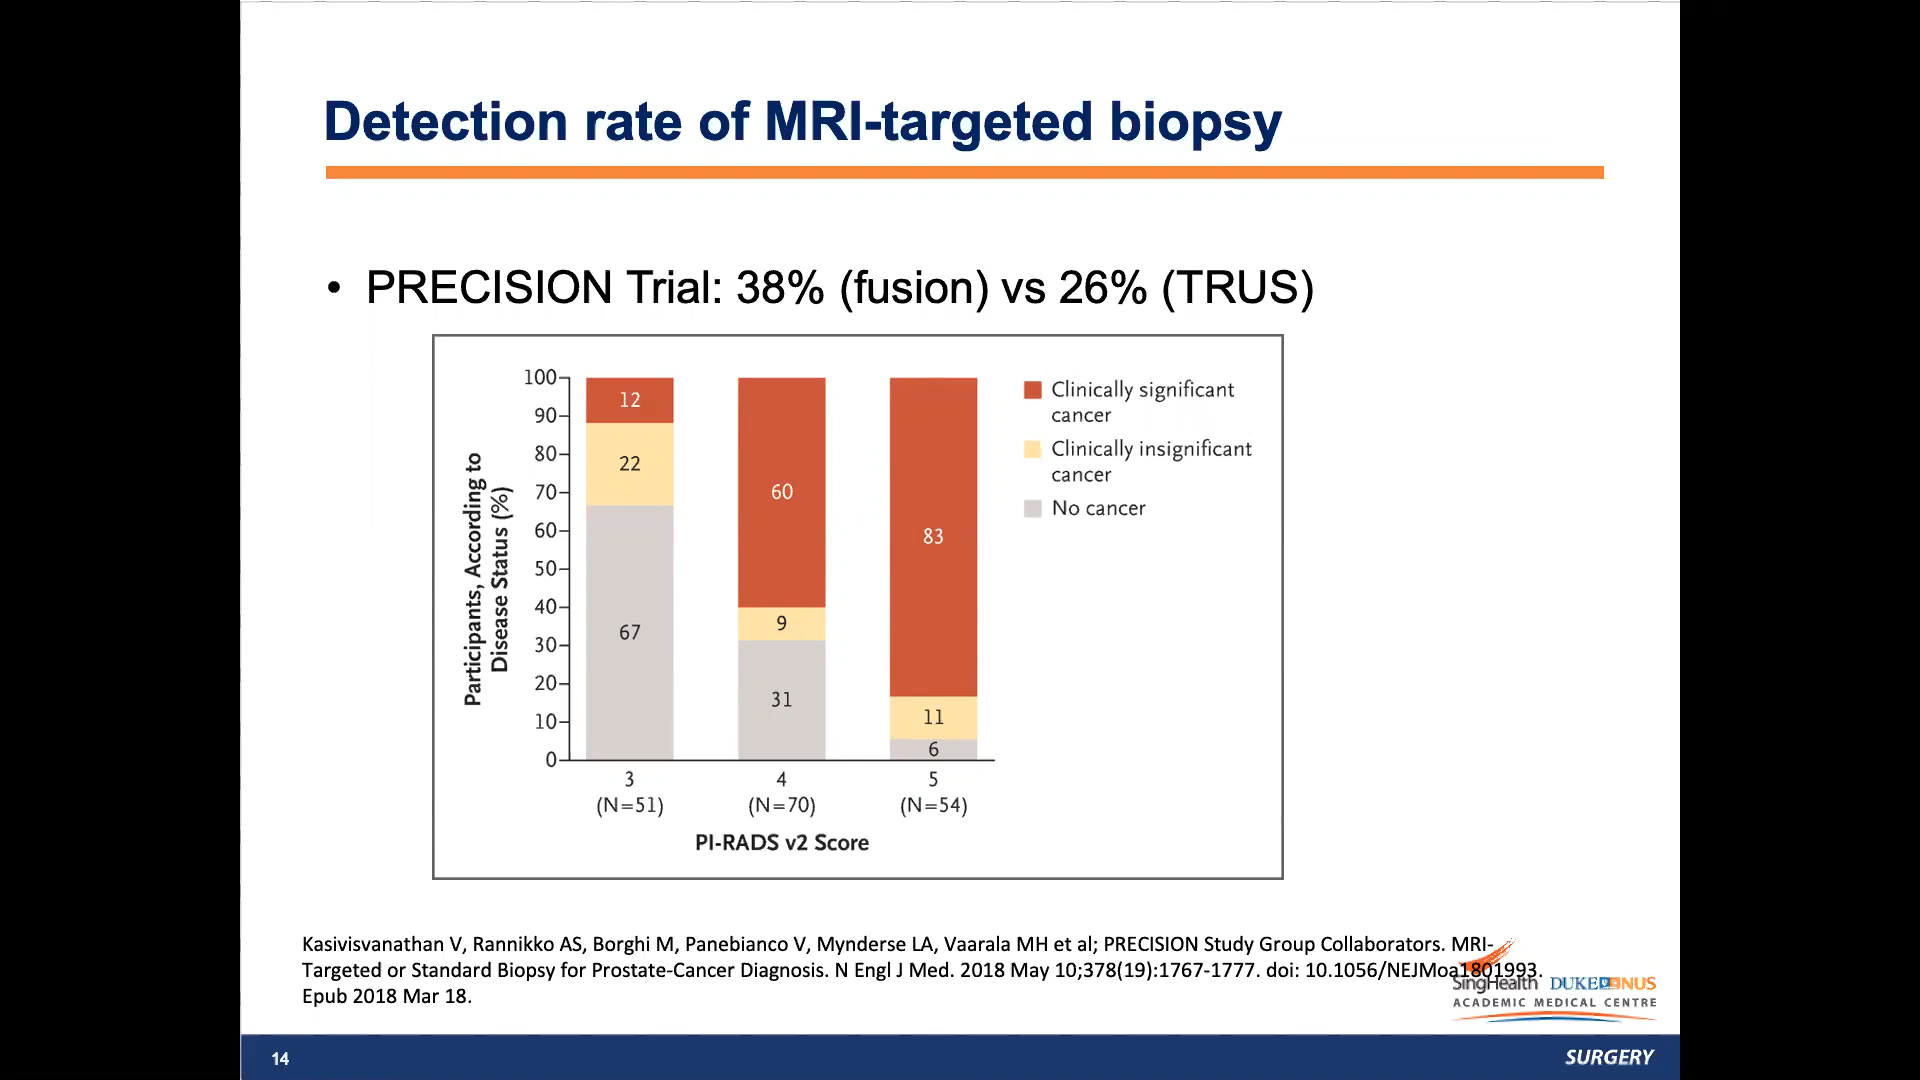 Detection rate of MRI-targeted biopsy
• PRECISION Trial: 38% (fusion) vs 26% (TRUS)
Participants, According to
Disease Status (%)
100
90
80
70
60
50
40
30
20
10
0
12
22
67
60
9
31
83
11
6
3
(N=51)
4
(N=70)
5
(N=54)
PI-RADS v2 Score
Clinically significant
cancer
Clinically insignificant
cancer
No cancer
Kasivisvanathan V, Rannikko AS, Borghi M, Panebianco V, Mynderse LA, Vaarala MH et al; PRECISION Study Group Collaborators. MRI-
Targeted or Standard Biopsy for Prostate-Cancer Diagnosis. N Engl J Med. 2018 May 10;378(19):1767-1777. doi: 10.1056/NEJMoa1801993.
Epub 2018 Mar 18.
SingHealth DUKE NUS
ACADEMIC MEDICAL CENTRE
14
SURGERY